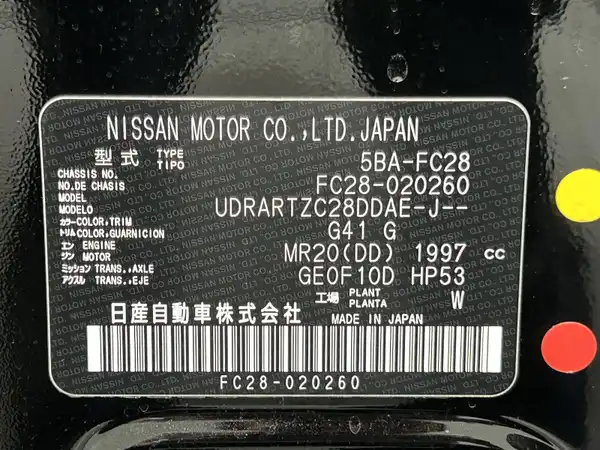 NISSAN MOTOR CO.,LTD.JAPAN
型式 TYPE TIPO 5BA-FC28
CHASSIS NO. NO.DE CHASIS FC28-020260
MODEL MODELO UDRARTZC28DDAE-J--
カラー COLOR,TRIM トリム COLOR,GUARNICION G41 G
エン ENGINE ジン MOTOR MR20(DD) 1997 cc
ミッション TRANS.,AXLE アクスル TRANS.,EJE GE0F10D HP53
工場 PLANT PLANTA W
日産自動車株式会社 MADE IN JAPAN
FC28-020260